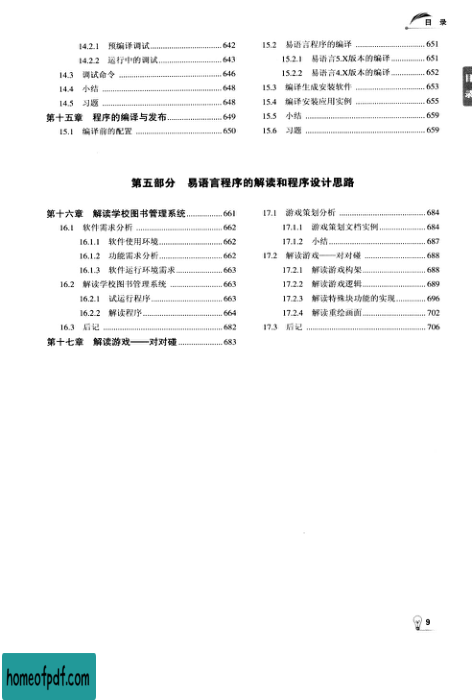 目 录
目
录
14.2.1 预编译调试 642
14.2.2 运行中的调试 643
14.3 调试命令 646
14.4 小结 648
14.5 习题 648
第十五章 程序的编译与发布 649
15.1 编译前的配置 650
15.2 易语言程序的编译 651
15.2.1 易语言5.X版本的编译 651
15.2.2 易语言4.X版本的编译 652
15.3 编译生成安装软件 653
15.4 编译安装应用实例 655
15.5 小结 659
15.6 习题 659
第五部分 易语言程序的解读和程序设计思路
第十六章 解读学校图书管理系统 661
16.1 软件需求分析 662
16.1.1 软件使用环境 662
16.1.2 功能需求分析 662
16.1.3 软件运行环境需求 663
16.2 解读学校图书管理系统 663
16.2.1 试运行程序 663
16.2.2 解读程序 664
16.3 后记 682
第十七章 解读游戏——对对碰 683
17.1 游戏策划分析 684
17.1.1 游戏策划文档实例 684
17.1.2 小结 687
17.2 解读游戏——对对碰 688
17.2.1 解读游戏构架 688
17.2.2 解读游戏逻辑 689
17.2.3 解读特殊块功能的实现 696
17.2.4 解读重绘画面 702
17.3 后记 706
9
homeofpdf.com